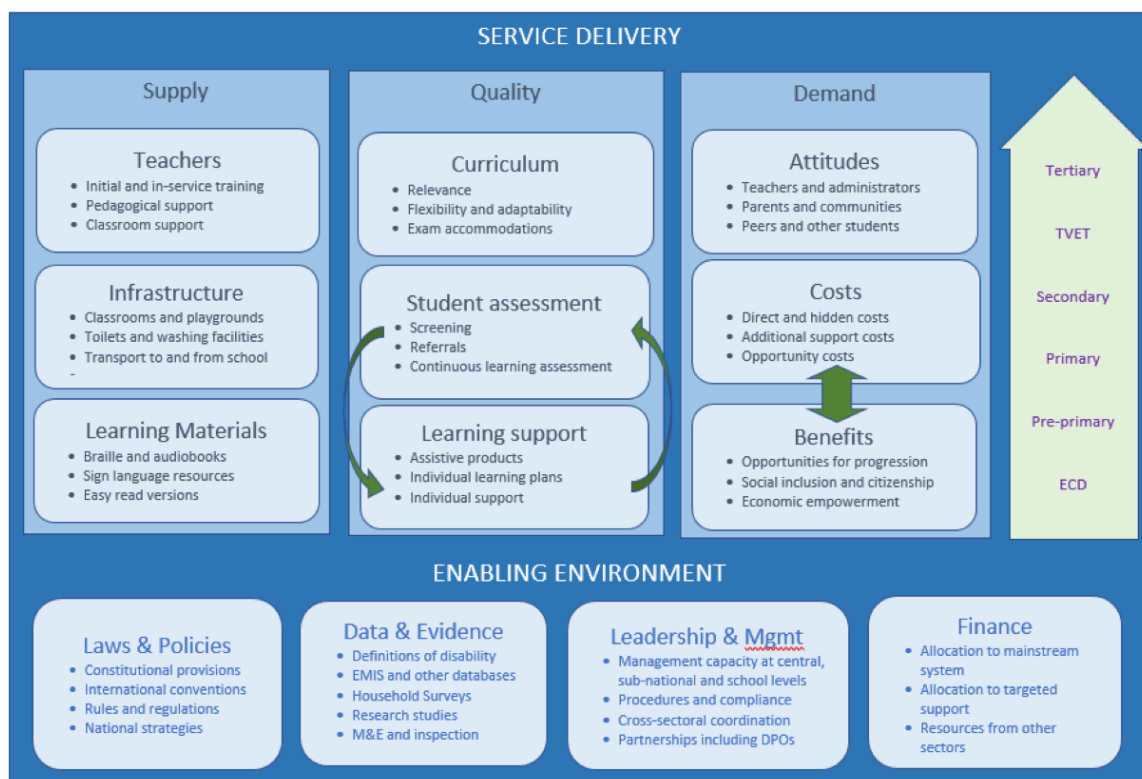 SERVICE DELIVERY
Supply
Teachers
• Initial and in-service training
• Pedagogical support
• Classroom support
Infrastructure
• Classrooms and playgrounds
• Toilets and washing facilities
• Transport to and from school
-
Learning Materials
• Braille and audiobooks
• Sign language resources
• Easy read versions
Quality
Curriculum
• Relevance
• Flexibility and adaptability
• Exam accommodations
Student assessment
• Screening
• Referrals
• Continuous learning assessment
Learning support
• Assistive products
• Individual learning plans
• Individual support
Demand
Attitudes
• Teachers and administrators
• Parents and communities
• Peers and other students
Costs
• Direct and hidden costs
• Additional support costs
• Opportunity costs
Benefits
• Opportunities for progression
• Social inclusion and citizenship
• Economic empowerment
Tertiary
TVET
Secondary
Primary
Pre-primary
ECD
ENABLING ENVIRONMENT
Laws & Policies
• Constitutional provisions
• International conventions
• Rules and regulations
• National strategies
Data & Evidence
• Definitions of disability
• EMIS and other databases
• Household Surveys
• Research studies
• M&E and inspection
Leadership & Mgmt
• Management capacity at central,
sub-national and school levels
• Procedures and compliance
• Cross-sectoral coordination
• Partnerships including DPOs
Finance
• Allocation to mainstream
system
• Allocation to targeted
support
• Resources from other
sectors